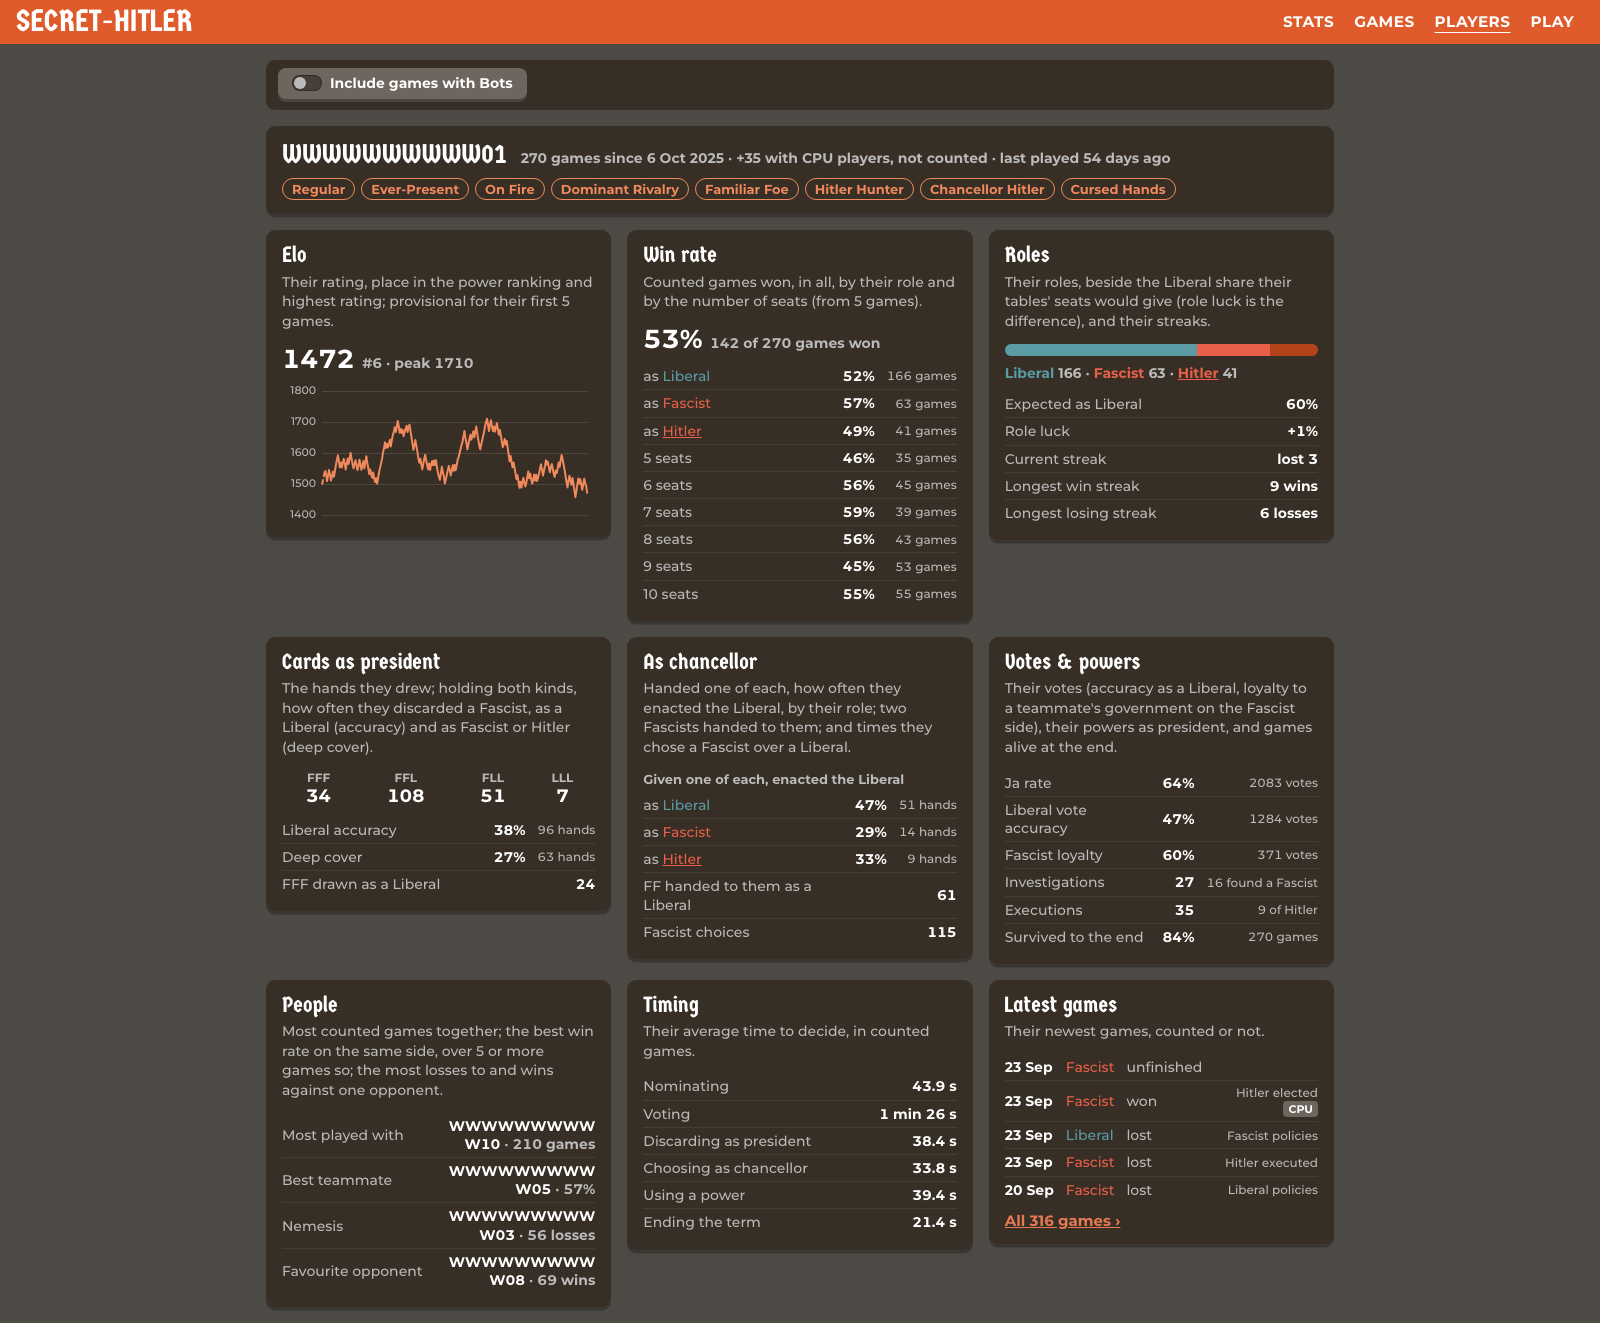 SECRET-HITLER
STATS GAMES PLAYERS PLAY
Include games with Bots
WWWWWWWWWW01 270 games since 6 Oct 2025 · +35 with CPU players, not counted · last played 54 days ago
Regular Ever-Present On Fire Dominant Rivalry Familiar Foe Hitler Hunter Chancellor Hitler Cursed Hands
Elo
Their rating, place in the power ranking and
highest rating; provisional for their first 5
games.
1472 #6 · peak 1710
1800
1700
1600
1500
1400
Win rate
Counted games won, in all, by their role and
by the number of seats (from 5 games).
53% 142 of 270 games won
as Liberal 52% 166 games
as Fascist 57% 63 games
as Hitler 49% 41 games
5 seats 46% 35 games
6 seats 56% 45 games
7 seats 59% 39 games
8 seats 56% 43 games
9 seats 45% 53 games
10 seats 55% 55 games
Roles
Their roles, beside the Liberal share their
tables' seats would give (role luck is the
difference), and their streaks.
Liberal 166 · Fascist 63 · Hitler 41
Expected as Liberal 60%
Role luck +1%
Current streak lost 3
Longest win streak 9 wins
Longest losing streak 6 losses
Cards as president
The hands they drew; holding both kinds,
how often they discarded a Fascist, as a
Liberal (accuracy) and as Fascist or Hitler
(deep cover).
FFF FFL FLL LLL
34 108 51 7
Liberal accuracy 38% 96 hands
Deep cover 27% 63 hands
FFF drawn as a Liberal 24
As chancellor
Handed one of each, how often they
enacted the Liberal, by their role; two
Fascists handed to them; and times they
chose a Fascist over a Liberal.
Given one of each, enacted the Liberal
as Liberal 47% 51 hands
as Fascist 29% 14 hands
as Hitler 33% 9 hands
FF handed to them as a
Liberal 61
Fascist choices 115
Votes & powers
Their votes (accuracy as a Liberal, loyalty to
a teammate's government on the Fascist
side), their powers as president, and games
alive at the end.
Ja rate 64% 2083 votes
Liberal vote
accuracy 47% 1284 votes
Fascist loyalty 60% 371 votes
Investigations 27 16 found a Fascist
Executions 35 9 of Hitler
Survived to the end 84% 270 games
People
Most counted games together; the best win
rate on the same side, over 5 or more
games so; the most losses to and wins
against one opponent.
Most played with WWWWWWWWW
W10 · 210 games
Best teammate WWWWWWWWW
W05 · 57%
Nemesis WWWWWWWWW
W03 · 56 losses
Favourite opponent WWWWWWWWW
W08 · 69 wins
Timing
Their average time to decide, in counted
games.
Nominating 43.9 s
Voting 1 min 26 s
Discarding as president 38.4 s
Choosing as chancellor 33.8 s
Using a power 39.4 s
Ending the term 21.4 s
Latest games
Their newest games, counted or not.
23 Sep Fascist unfinished
23 Sep Fascist won Hitler elected
CPU
23 Sep Liberal lost Fascist policies
23 Sep Fascist lost Hitler executed
20 Sep Fascist lost Liberal policies
All 316 games ›